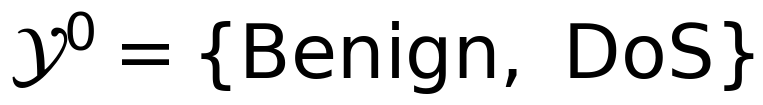 𝒴⁰ = {Benign, DoS}